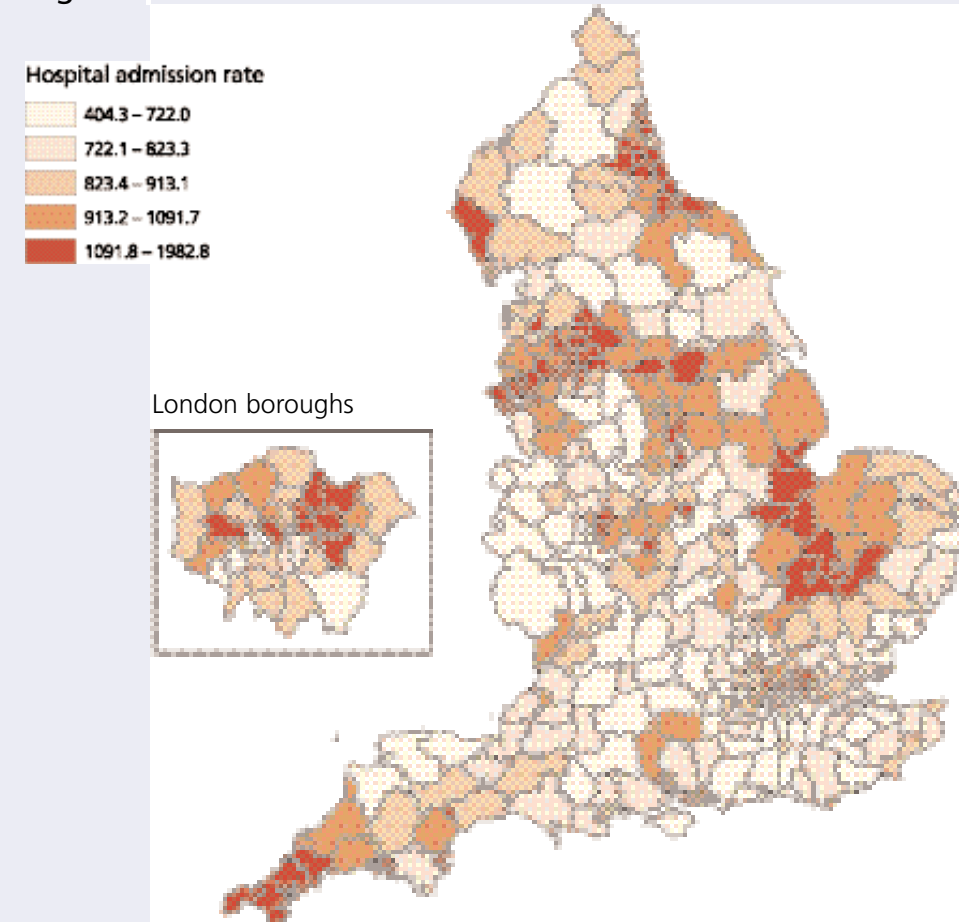 Hospital admission rate
404.3 – 722.0
722.1 – 823.3
823.4 – 913.1
913.2 – 1091.7
1091.8 – 1982.8
London boroughs